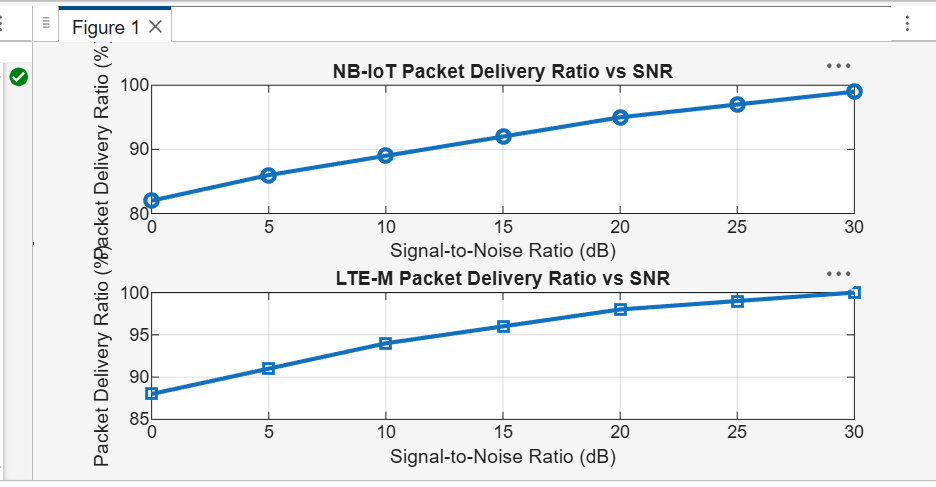 Figure 1
NB-IoT Packet Delivery Ratio vs SNR
Packet Delivery Ratio (%)
100
90
80
0 5 10 15 20 25 30
Signal-to-Noise Ratio (dB)
LTE-M Packet Delivery Ratio vs SNR
Packet Delivery Ratio (%)
100
95
90
85
0 5 10 15 20 25 30
Signal-to-Noise Ratio (dB)